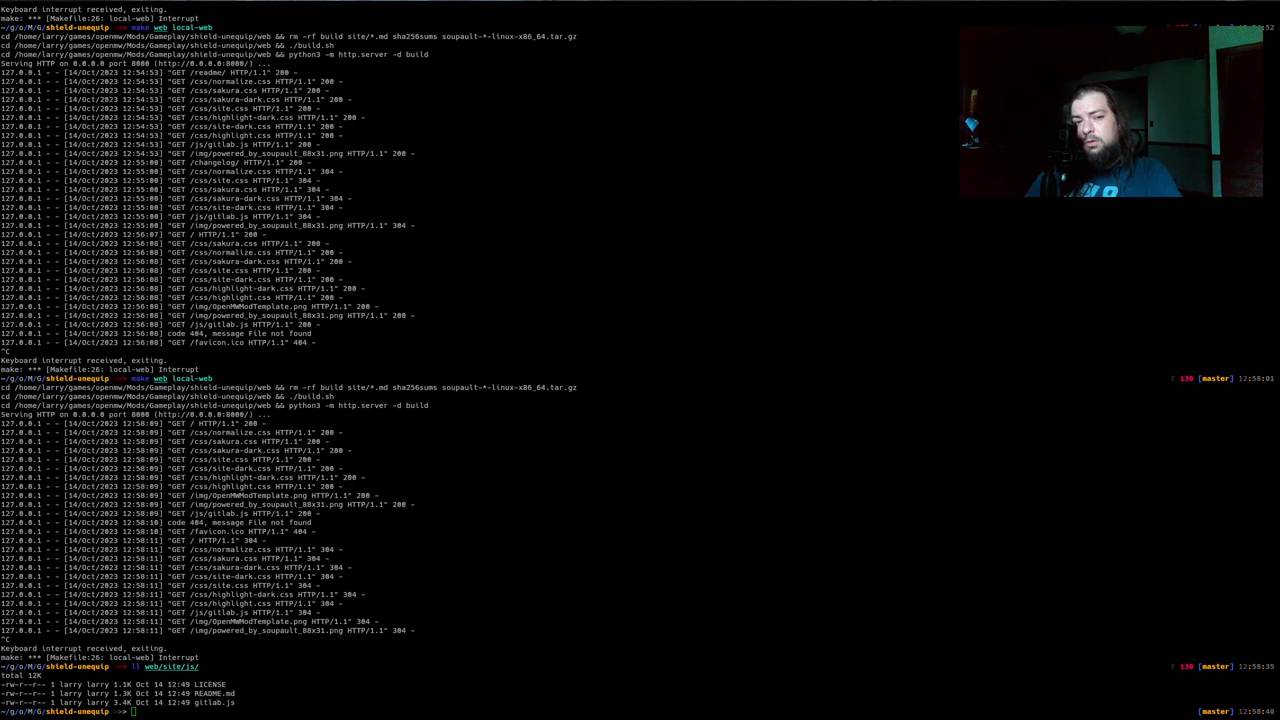 Keyboard interrupt received, exiting.
make: *** [Makefile:26: local-web] Interrupt
~/g/o/M/G/shield-unequip ->>> make web local-web
cd /home/larry/games/openmw/Mods/Gameplay/shield-unequip/web && rm -rf build site/*.md sha256sums soupault-*-linux-x86_64.tar.gz
cd /home/larry/games/openmw/Mods/Gameplay/shield-unequip/web && ./build.sh
cd /home/larry/games/openmw/Mods/Gameplay/shield-unequip/web && python3 -m http.server -d build
Serving HTTP on 0.0.0.0 port 8000 (http://0.0.0.0:8000/) ...
127.0.0.1 - - [14/Oct/2023 12:54:53] "GET /readme/ HTTP/1.1" 200 -
127.0.0.1 - - [14/Oct/2023 12:54:53] "GET /css/normalize.css HTTP/1.1" 200 -
127.0.0.1 - - [14/Oct/2023 12:54:53] "GET /css/sakura.css HTTP/1.1" 200 -
127.0.0.1 - - [14/Oct/2023 12:54:53] "GET /css/sakura-dark.css HTTP/1.1" 200 -
127.0.0.1 - - [14/Oct/2023 12:54:53] "GET /css/site.css HTTP/1.1" 200 -
127.0.0.1 - - [14/Oct/2023 12:54:53] "GET /css/highlight-dark.css HTTP/1.1" 200 -
127.0.0.1 - - [14/Oct/2023 12:54:53] "GET /css/site-dark.css HTTP/1.1" 200 -
127.0.0.1 - - [14/Oct/2023 12:54:53] "GET /css/highlight.css HTTP/1.1" 200 -
127.0.0.1 - - [14/Oct/2023 12:54:53] "GET /js/gitlab.js HTTP/1.1" 200 -
127.0.0.1 - - [14/Oct/2023 12:54:53] "GET /img/powered_by_soupault_88x31.png HTTP/1.1" 200 -
127.0.0.1 - - [14/Oct/2023 12:55:00] "GET /changelog/ HTTP/1.1" 200 -
127.0.0.1 - - [14/Oct/2023 12:55:00] "GET /css/normalize.css HTTP/1.1" 304 -
127.0.0.1 - - [14/Oct/2023 12:55:00] "GET /css/site.css HTTP/1.1" 304 -
127.0.0.1 - - [14/Oct/2023 12:55:00] "GET /css/sakura.css HTTP/1.1" 304 -
127.0.0.1 - - [14/Oct/2023 12:55:00] "GET /css/sakura-dark.css HTTP/1.1" 304 -
127.0.0.1 - - [14/Oct/2023 12:55:00] "GET /css/site-dark.css HTTP/1.1" 304 -
127.0.0.1 - - [14/Oct/2023 12:55:00] "GET /js/gitlab.js HTTP/1.1" 304 -
127.0.0.1 - - [14/Oct/2023 12:55:00] "GET /img/powered_by_soupault_88x31.png HTTP/1.1" 304 -
127.0.0.1 - - [14/Oct/2023 12:56:07] "GET / HTTP/1.1" 200 -
127.0.0.1 - - [14/Oct/2023 12:56:08] "GET /css/sakura.css HTTP/1.1" 200 -
127.0.0.1 - - [14/Oct/2023 12:56:08] "GET /css/normalize.css HTTP/1.1" 200 -
127.0.0.1 - - [14/Oct/2023 12:56:08] "GET /css/sakura-dark.css HTTP/1.1" 200 -
127.0.0.1 - - [14/Oct/2023 12:56:08] "GET /css/site.css HTTP/1.1" 200 -
127.0.0.1 - - [14/Oct/2023 12:56:08] "GET /css/site-dark.css HTTP/1.1" 200 -
127.0.0.1 - - [14/Oct/2023 12:56:08] "GET /css/highlight-dark.css HTTP/1.1" 200 -
127.0.0.1 - - [14/Oct/2023 12:56:08] "GET /css/highlight.css HTTP/1.1" 200 -
127.0.0.1 - - [14/Oct/2023 12:56:08] "GET /img/OpenMWModTemplate.png HTTP/1.1" 200 -
127.0.0.1 - - [14/Oct/2023 12:56:08] "GET /img/powered_by_soupault_88x31.png HTTP/1.1" 200 -
127.0.0.1 - - [14/Oct/2023 12:56:08] "GET /js/gitlab.js HTTP/1.1" 200 -
127.0.0.1 - - [14/Oct/2023 12:56:08] code 404, message File not found
127.0.0.1 - - [14/Oct/2023 12:56:08] "GET /favicon.ico HTTP/1.1" 404 -
^C
Keyboard interrupt received, exiting.
make: *** [Makefile:26: local-web] Interrupt
~/g/o/M/G/shield-unequip ->>> make web local-web E 130 [master] 12:58:01
cd /home/larry/games/openmw/Mods/Gameplay/shield-unequip/web && rm -rf build site/*.md sha256sums soupault-*-linux-x86_64.tar.gz
cd /home/larry/games/openmw/Mods/Gameplay/shield-unequip/web && ./build.sh
cd /home/larry/games/openmw/Mods/Gameplay/shield-unequip/web && python3 -m http.server -d build
Serving HTTP on 0.0.0.0 port 8000 (http://0.0.0.0:8000/) ...
127.0.0.1 - - [14/Oct/2023 12:58:09] "GET / HTTP/1.1" 200 -
127.0.0.1 - - [14/Oct/2023 12:58:09] "GET /css/normalize.css HTTP/1.1" 200 -
127.0.0.1 - - [14/Oct/2023 12:58:09] "GET /css/sakura.css HTTP/1.1" 200 -
127.0.0.1 - - [14/Oct/2023 12:58:09] "GET /css/sakura-dark.css HTTP/1.1" 200 -
127.0.0.1 - - [14/Oct/2023 12:58:09] "GET /css/site.css HTTP/1.1" 200 -
127.0.0.1 - - [14/Oct/2023 12:58:09] "GET /css/site-dark.css HTTP/1.1" 200 -
127.0.0.1 - - [14/Oct/2023 12:58:09] "GET /css/highlight-dark.css HTTP/1.1" 200 -
127.0.0.1 - - [14/Oct/2023 12:58:09] "GET /css/highlight.css HTTP/1.1" 200 -
127.0.0.1 - - [14/Oct/2023 12:58:09] "GET /img/OpenMWModTemplate.png HTTP/1.1" 200 -
127.0.0.1 - - [14/Oct/2023 12:58:09] "GET /img/powered_by_soupault_88x31.png HTTP/1.1" 200 -
127.0.0.1 - - [14/Oct/2023 12:58:09] "GET /js/gitlab.js HTTP/1.1" 200 -
127.0.0.1 - - [14/Oct/2023 12:58:10] code 404, message File not found
127.0.0.1 - - [14/Oct/2023 12:58:10] "GET /favicon.ico HTTP/1.1" 404 -
127.0.0.1 - - [14/Oct/2023 12:58:11] "GET / HTTP/1.1" 304 -
127.0.0.1 - - [14/Oct/2023 12:58:11] "GET /css/normalize.css HTTP/1.1" 304 -
127.0.0.1 - - [14/Oct/2023 12:58:11] "GET /css/sakura.css HTTP/1.1" 304 -
127.0.0.1 - - [14/Oct/2023 12:58:11] "GET /css/sakura-dark.css HTTP/1.1" 304 -
127.0.0.1 - - [14/Oct/2023 12:58:11] "GET /css/site-dark.css HTTP/1.1" 304 -
127.0.0.1 - - [14/Oct/2023 12:58:11] "GET /css/site.css HTTP/1.1" 304 -
127.0.0.1 - - [14/Oct/2023 12:58:11] "GET /css/highlight-dark.css HTTP/1.1" 304 -
127.0.0.1 - - [14/Oct/2023 12:58:11] "GET /css/highlight.css HTTP/1.1" 304 -
127.0.0.1 - - [14/Oct/2023 12:58:11] "GET /js/gitlab.js HTTP/1.1" 304 -
127.0.0.1 - - [14/Oct/2023 12:58:11] "GET /img/OpenMWModTemplate.png HTTP/1.1" 304 -
127.0.0.1 - - [14/Oct/2023 12:58:11] "GET /img/powered_by_soupault_88x31.png HTTP/1.1" 304 -
^C
Keyboard interrupt received, exiting.
make: *** [Makefile:26: local-web] Interrupt
~/g/o/M/G/shield-unequip ->>> ll web/site/js/ E 130 [master] 12:58:35
total 12K
-rw-r--r-- 1 larry larry 1.1K Oct 14 12:49 LICENSE
-rw-r--r-- 1 larry larry 1.3K Oct 14 12:49 README.md
-rw-r--r-- 1 larry larry 3.4K Oct 14 12:49 gitlab.js
~/g/o/M/G/shield-unequip ->>> [master] 12:58:40